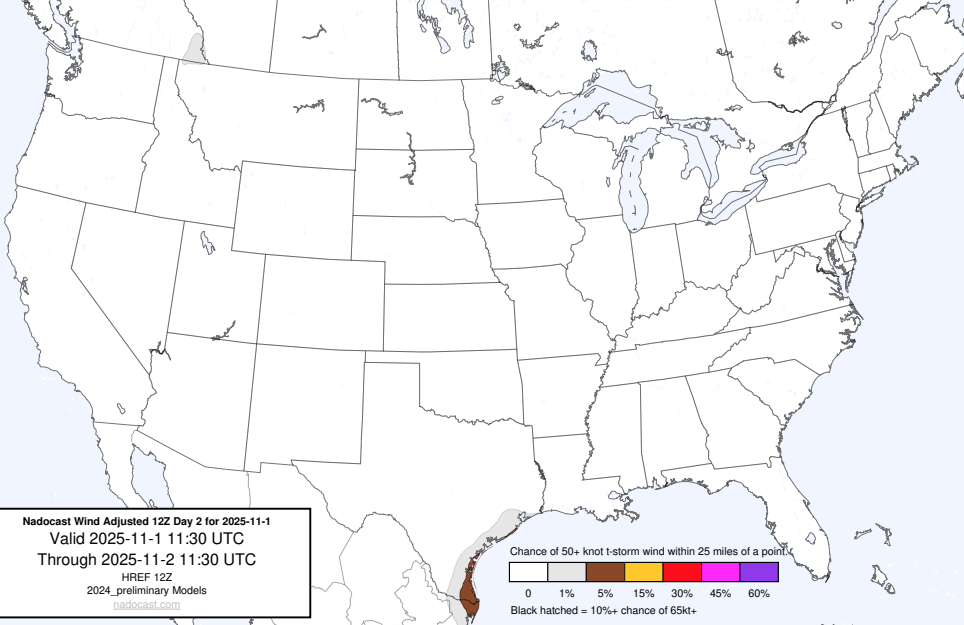 Nadocast Wind Adjusted 12Z Day 2 for 2025-11-1
Valid 2025-11-1 11:30 UTC
Through 2025-11-2 11:30 UTC
HREF 12Z
2024_preliminary Models
nadocast.com
Chance of 50+ knot t-storm wind within 25 miles of a point.
0 1% 5% 15% 30% 45% 60%
Black hatched = 10%+ chance of 65kt+